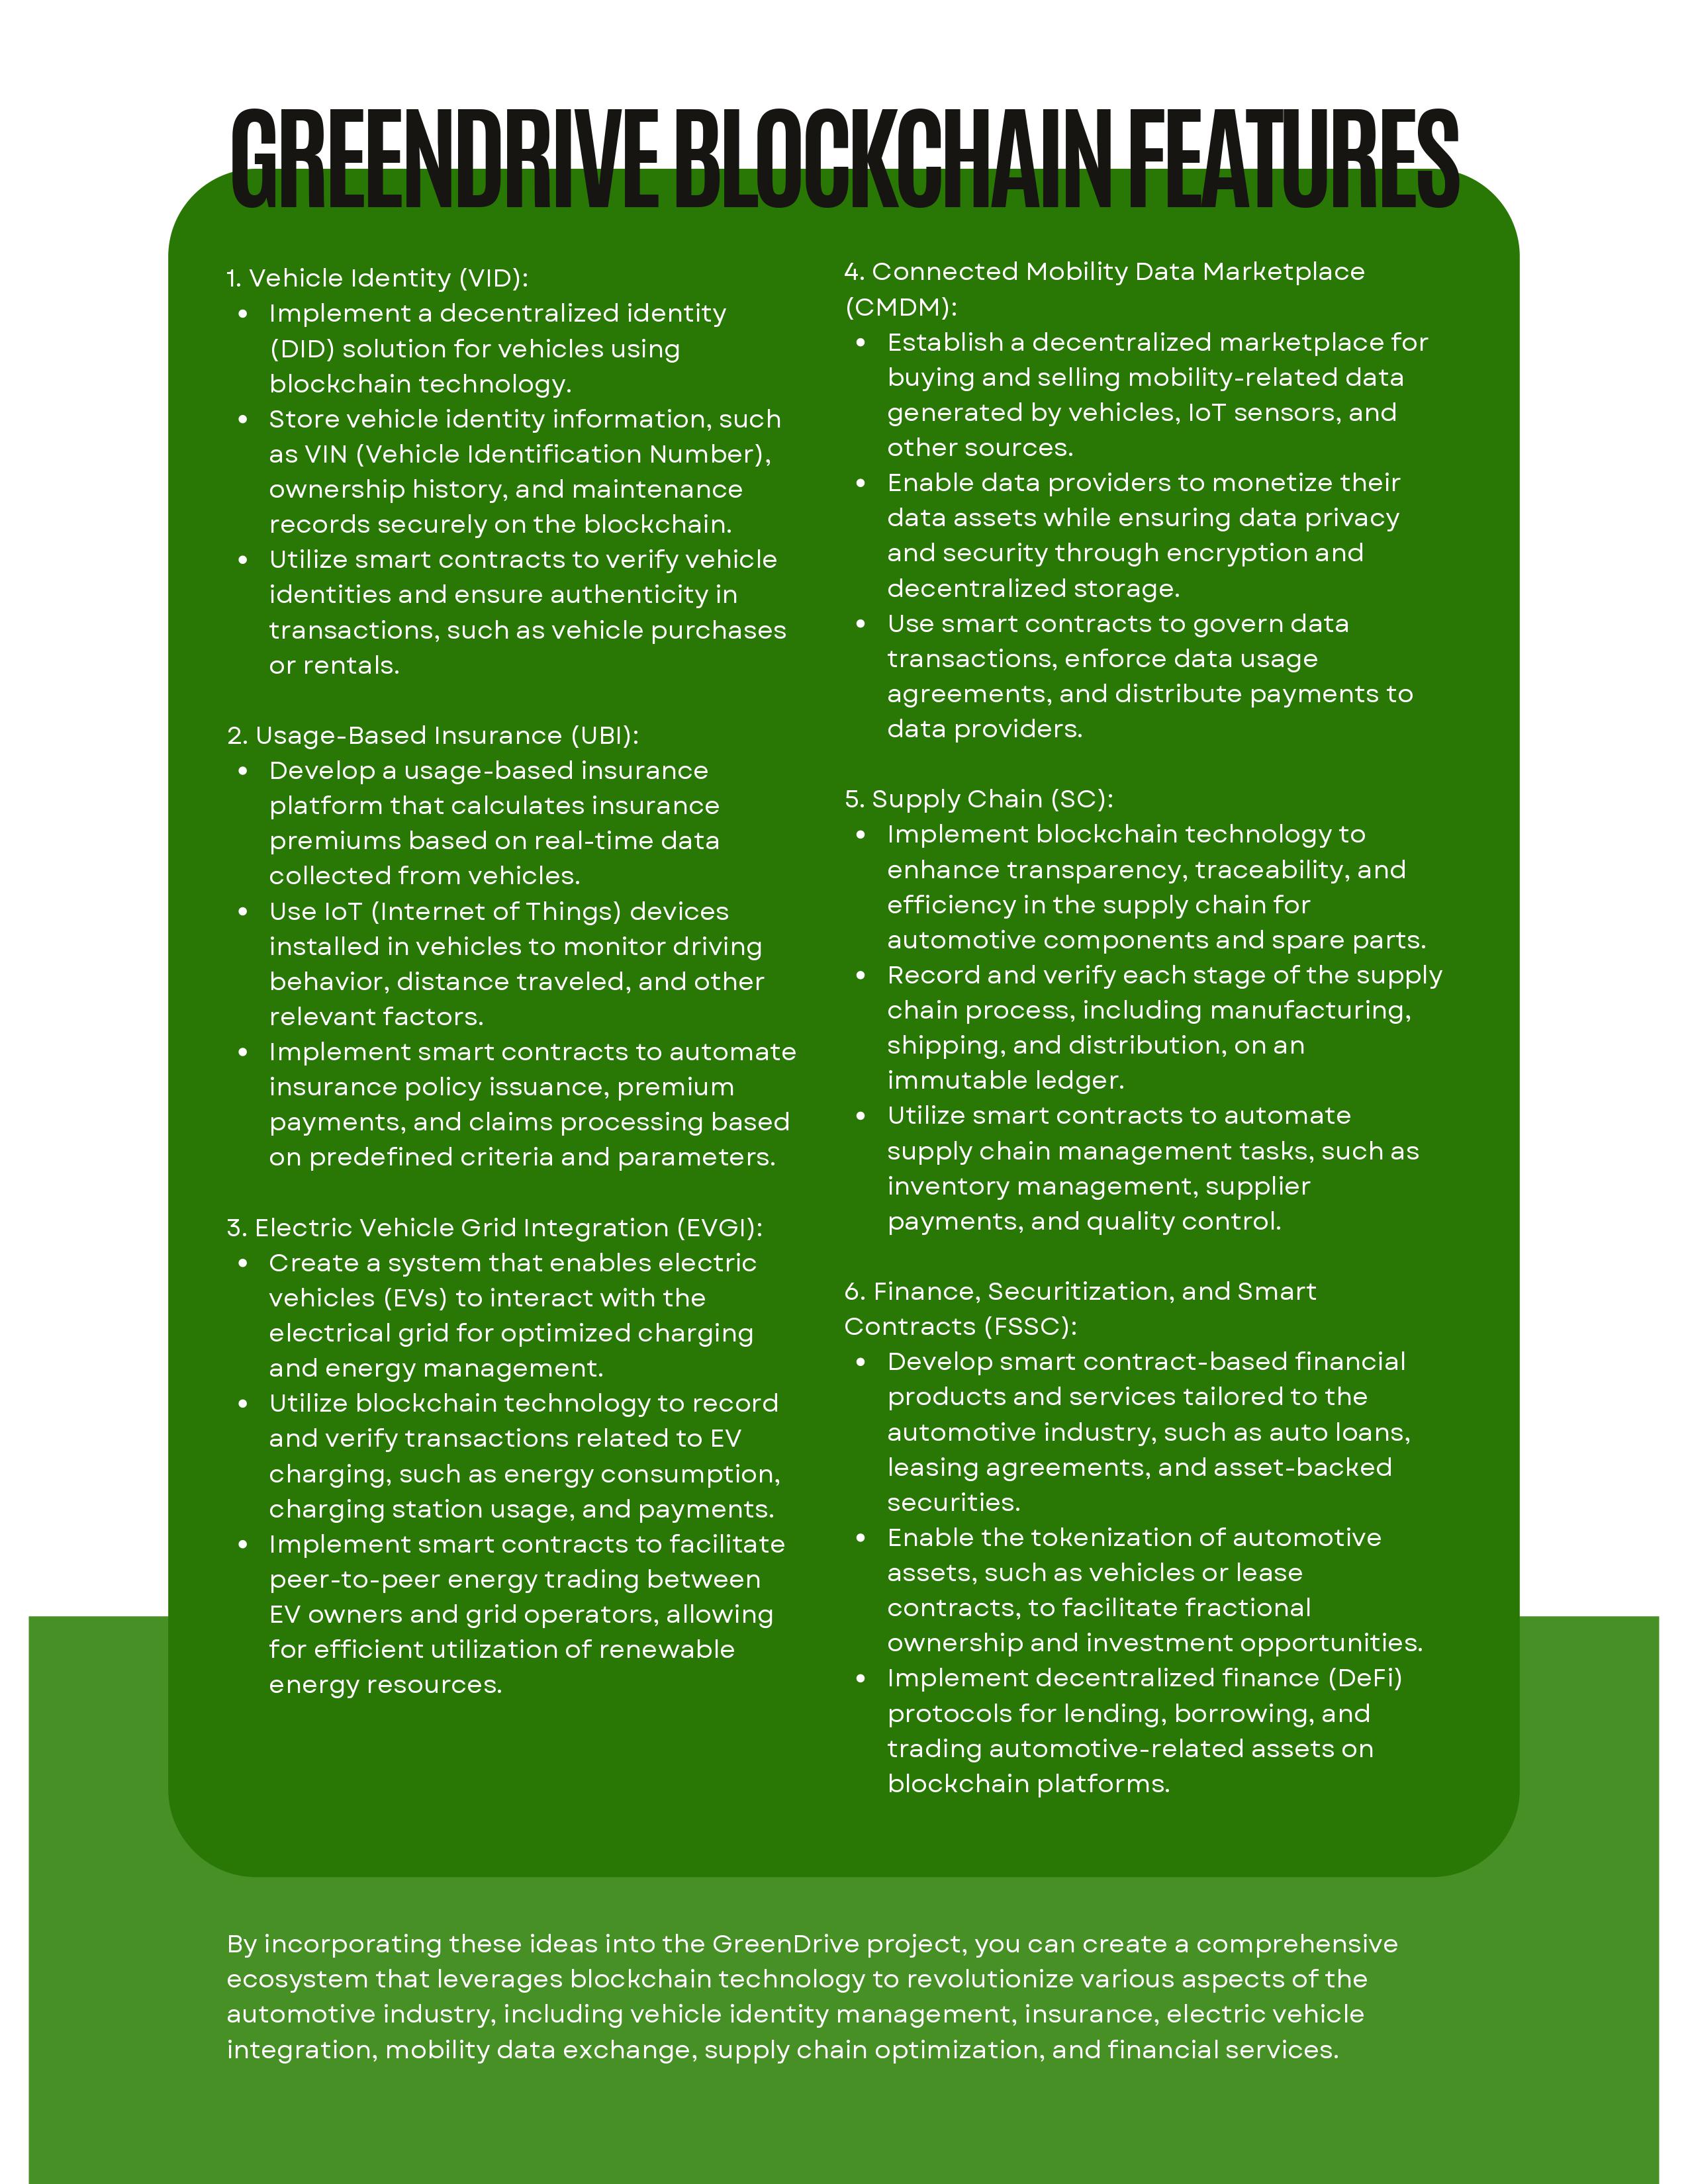 GREENDRIVE BLOCKCHAIN FEATURES
1. Vehicle Identity (VID):
• Implement a decentralized identity
(DID) solution for vehicles using
blockchain technology.
• Store vehicle identity information, such
as VIN (Vehicle Identification Number),
ownership history, and maintenance
records securely on the blockchain.
• Utilize smart contracts to verify vehicle
identities and ensure authenticity in
transactions, such as vehicle purchases
or rentals.
2. Usage-Based Insurance (UBI):
• Develop a usage-based insurance
platform that calculates insurance
premiums based on real-time data
collected from vehicles.
• Use IoT (Internet of Things) devices
installed in vehicles to monitor driving
behavior, distance traveled, and other
relevant factors.
• Implement smart contracts to automate
insurance policy issuance, premium
payments, and claims processing based
on predefined criteria and parameters.
3. Electric Vehicle Grid Integration (EVGI):
• Create a system that enables electric
vehicles (EVs) to interact with the
electrical grid for optimized charging
and energy management.
• Utilize blockchain technology to record
and verify transactions related to EV
charging, such as energy consumption,
charging station usage, and payments.
• Implement smart contracts to facilitate
peer-to-peer energy trading between
EV owners and grid operators, allowing
for efficient utilization of renewable
energy resources.
4. Connected Mobility Data Marketplace
(CMDM):
• Establish a decentralized marketplace for
buying and selling mobility-related data
generated by vehicles, IoT sensors, and
other sources.
• Enable data providers to monetize their
data assets while ensuring data privacy
and security through encryption and
decentralized storage.
• Use smart contracts to govern data
transactions, enforce data usage
agreements, and distribute payments to
data providers.
5. Supply Chain (SC):
• Implement blockchain technology to
enhance transparency, traceability, and
efficiency in the supply chain for
automotive components and spare parts.
• Record and verify each stage of the supply
chain process, including manufacturing,
shipping, and distribution, on an
immutable ledger.
• Utilize smart contracts to automate
supply chain management tasks, such as
inventory management, supplier
payments, and quality control.
6. Finance, Securitization, and Smart
Contracts (FSSC):
• Develop smart contract-based financial
products and services tailored to the
automotive industry, such as auto loans,
leasing agreements, and asset-backed
securities.
• Enable the tokenization of automotive
assets, such as vehicles or lease
contracts, to facilitate fractional
ownership and investment opportunities.
• Implement decentralized finance (DeFi)
protocols for lending, borrowing, and
trading automotive-related assets on
blockchain platforms.
By incorporating these ideas into the GreenDrive project, you can create a comprehensive
ecosystem that leverages blockchain technology to revolutionize various aspects of the
automotive industry, including vehicle identity management, insurance, electric vehicle
integration, mobility data exchange, supply chain optimization, and financial services.